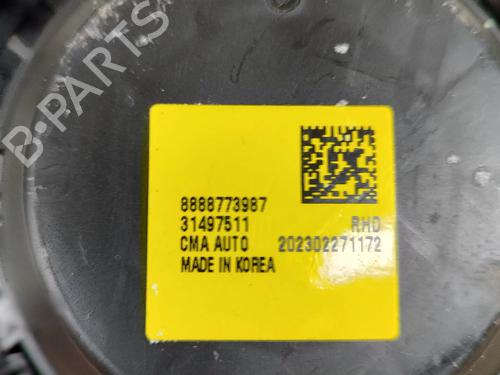 B-PARTS
8888773987
31497511 RHD
CMA AUTO 202302271172
MADE IN KOREA